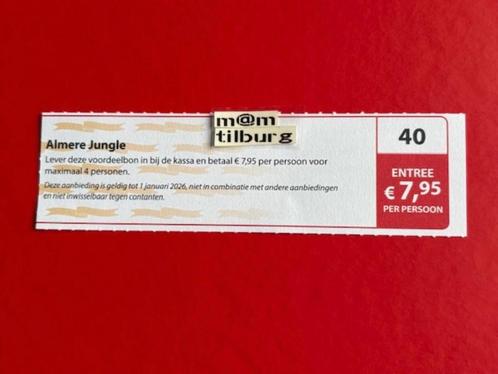 m@m
tilburg
Almere Jungle
Lever deze voordeelbon in bij de kassa en betaal € 7,95 per persoon voor
maximaal 4 personen.
Deze aanbieding is geldig tot 1 januari 2026, niet in combinatie met andere aanbiedingen
en niet inwisselbaar tegen contanten.
40
ENTREE
€ 7,95
PER PERSOON